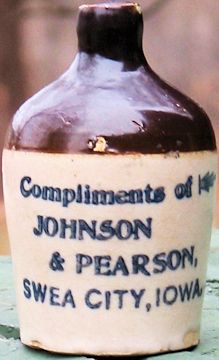 Compliments of
JOHNSON
& PEARSON,
SWEA CITY, IOWA.